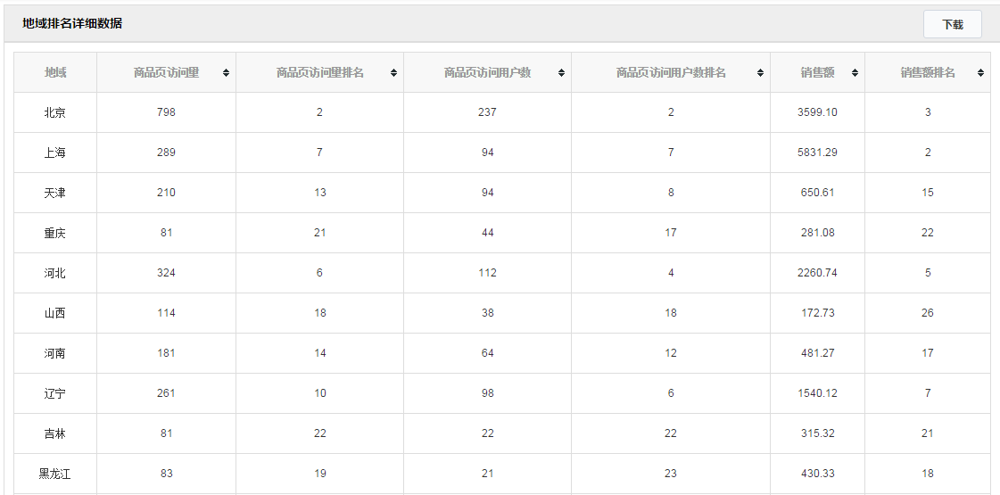 地域排名详细数据 下载
地域 商品页访问量 商品页访问量排名 商品页访问用户数 商品页访问用户数排名 销售额 销售额排名
北京 798 2 237 2 3599.10 3
上海 289 7 94 7 5831.29 2
天津 210 13 94 8 650.61 15
重庆 81 21 44 17 281.08 22
河北 324 6 112 4 2260.74 5
山西 114 18 38 18 172.73 26
河南 181 14 64 12 481.27 17
辽宁 261 10 98 6 1540.12 7
吉林 81 22 22 22 315.32 21
黑龙江 83 19 21 23 430.33 18